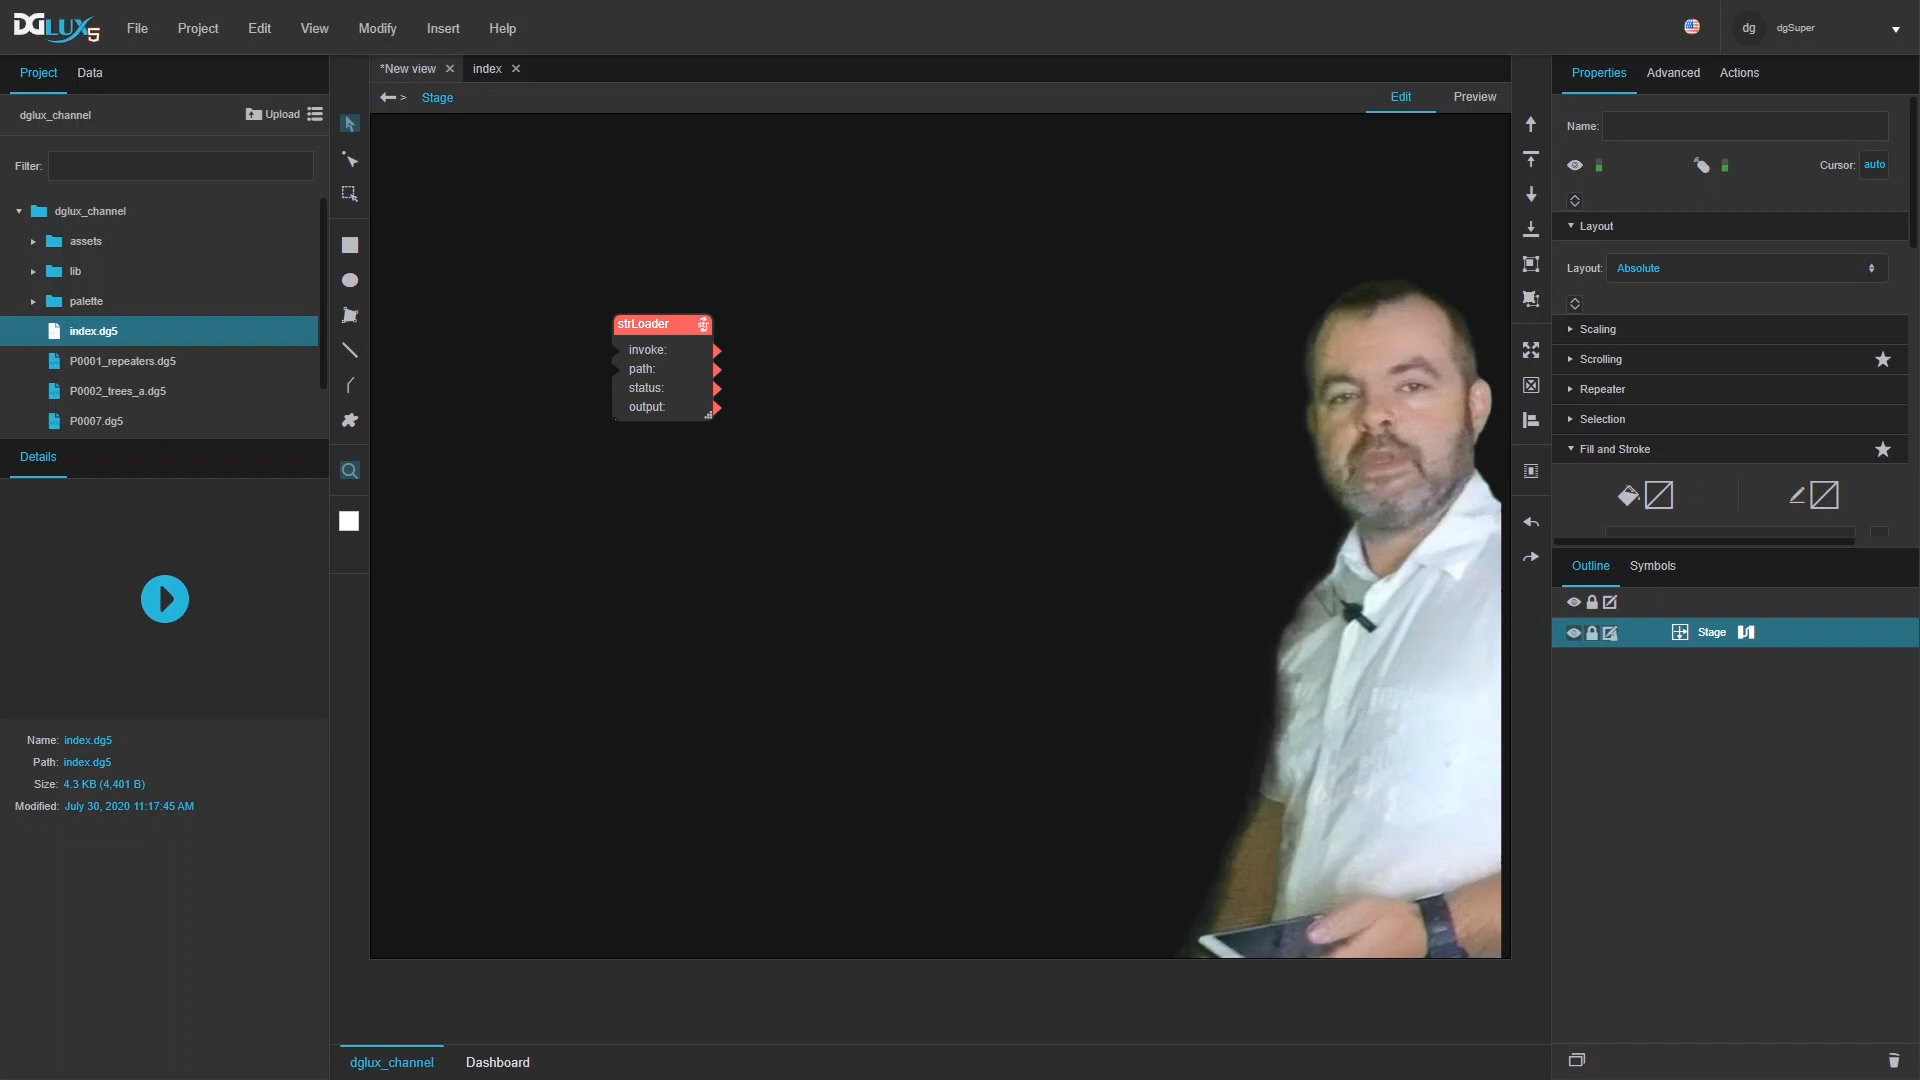 DGLUX5
File
Project
Edit
View
Modify
Insert
Help
dg
dgSuper
Project
Data
dglux_channel
Upload
Filter:
dglux_channel
assets
lib
palette
index.dg5
P0001_repeaters.dg5
P0002_trees_a.dg5
P0007.dg5
Details
Name: index.dg5
Path: index.dg5
Size: 4.3 KB (4,401 B)
Modified: July 30, 2020 11:17:45 AM
*New view
index
Stage
Edit
Preview
strLoader
str
invoke:
path:
status:
output:
dglux_channel
Dashboard
Properties
Advanced
Actions
Name:
Cursor: auto
Layout
Layout: Absolute
Scaling
Scrolling
Repeater
Selection
Fill and Stroke
Outline
Symbols
Stage